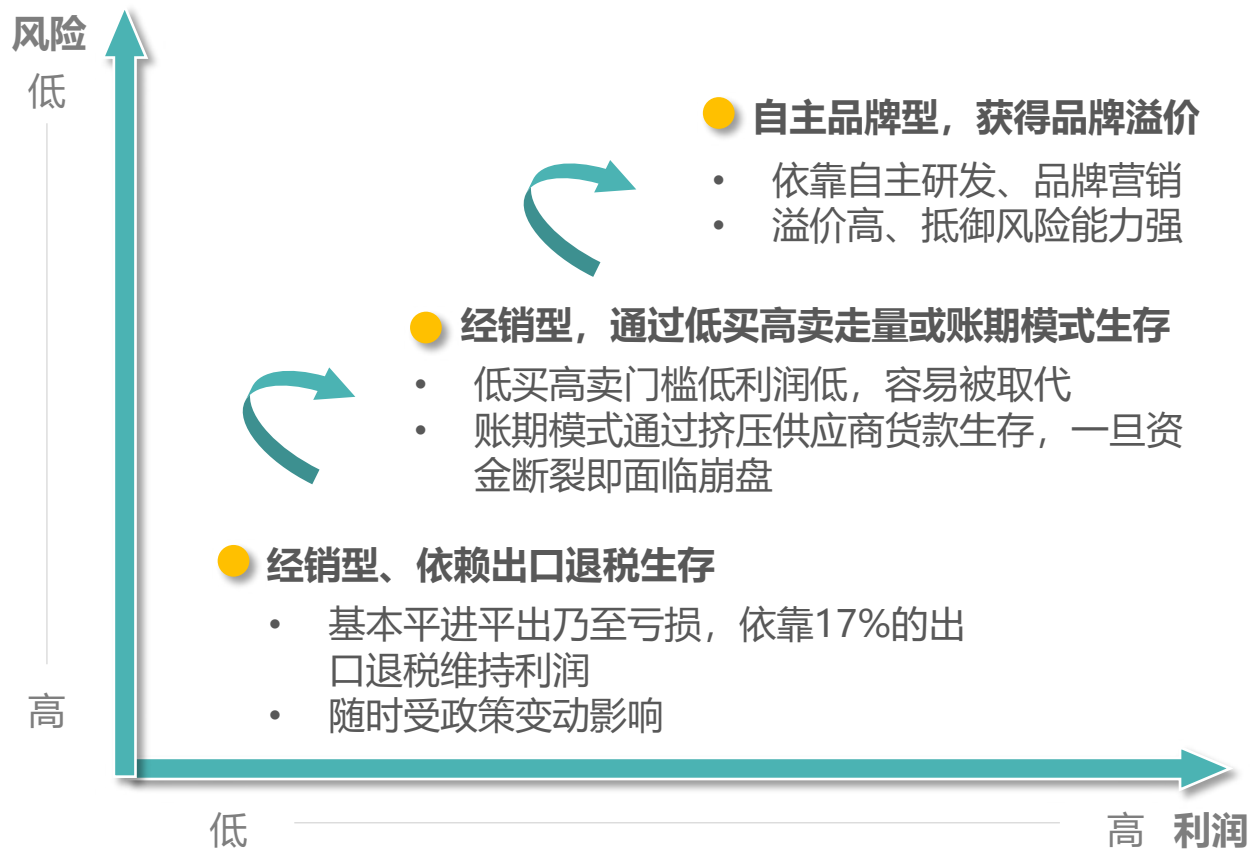 风险
低
自主品牌型，获得品牌溢价
• 依靠自主研发、品牌营销
• 溢价高、抵御风险能力强
经销型，通过低买高卖走量或账期模式生存
• 低买高卖门槛低利润低，容易被取代
• 账期模式通过挤压供应商货款生存，一旦资
金断裂即面临崩盘
经销型、依赖出口退税生存
• 基本平进平出乃至亏损，依靠17%的出
口退税维持利润
• 随时受政策变动影响
高
低
高 利润